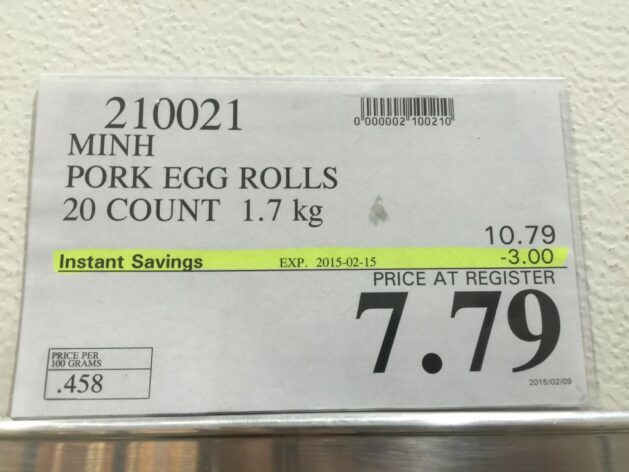 210021
0 000002 100210
MINH
PORK EGG ROLLS
20 COUNT 1.7 kg
10.79
Instant Savings EXP. 2015-02-15 -3.00
PRICE AT REGISTER
7.79
PRICE PER
100 GRAMS
.458
2015/02/09